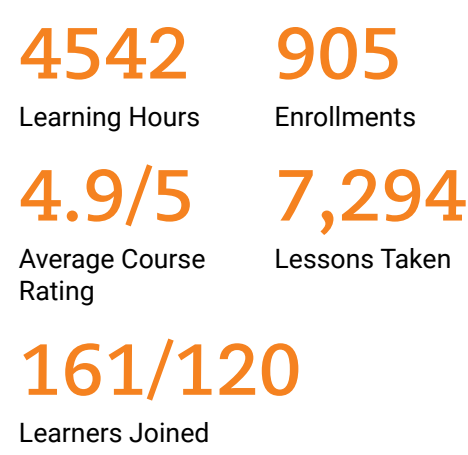 4542
Learning Hours
905
Enrollments
4.9/5
Average Course
Rating
7,294
Lessons Taken
161/120
Learners Joined